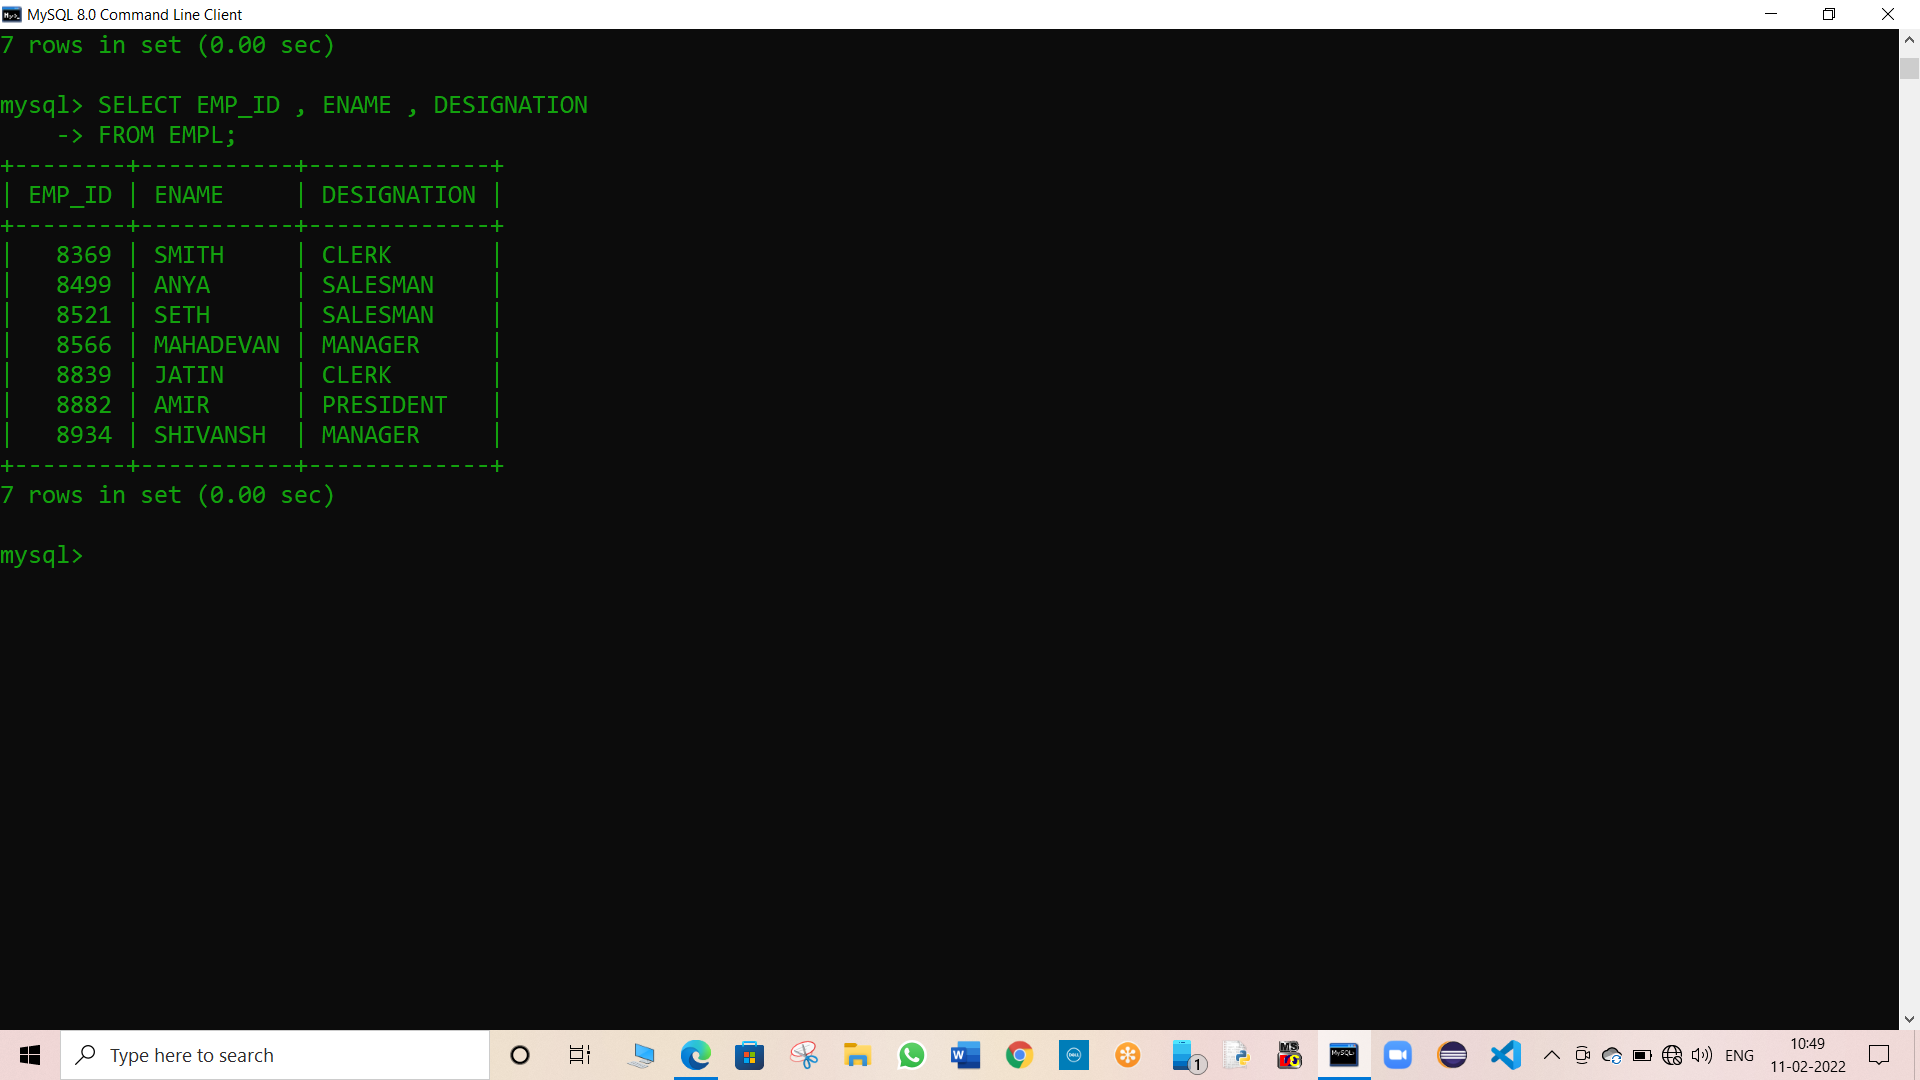 MySQL 8.0 Command Line Client
7 rows in set (0.00 sec)
mysql> SELECT EMP_ID , ENAME , DESIGNATION
    -> FROM EMPL;
+--------+-----------+-------------+
| EMP_ID | ENAME     | DESIGNATION |
+--------+-----------+-------------+
|   8369 | SMITH     | CLERK       |
|   8499 | ANYA      | SALESMAN    |
|   8521 | SETH      | SALESMAN    |
|   8566 | MAHADEVAN | MANAGER     |
|   8839 | JATIN     | CLERK       |
|   8882 | AMIR      | PRESIDENT   |
|   8934 | SHIVANSH  | MANAGER     |
+--------+-----------+-------------+
7 rows in set (0.00 sec)
mysql>
Type here to search
1
ENG
10:49
11-02-2022